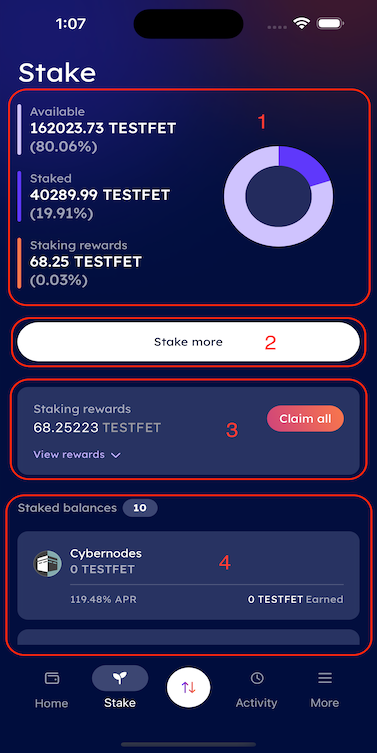 1:07
Stake
Available
162023.73 TESTFET
(80.06%)
1
Staked
40289.99 TESTFET
(19.91%)
Staking rewards
68.25 TESTFET
(0.03%)
Stake more 2
Staking rewards
68.25223 TESTFET
Claim all
3
View rewards
Staked balances 10
Cybernodes
0 TESTFET
4
119.48% APR 0 TESTFET Earned
Home Stake Activity More